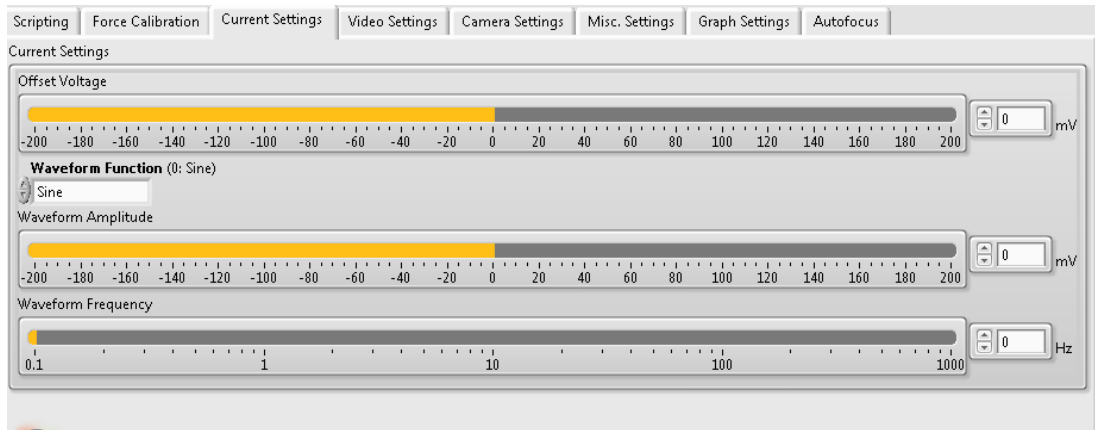 Scripting Force Calibration Current Settings Video Settings Camera Settings Misc. Settings Graph Settings Autofocus
Current Settings
Offset Voltage
0 mV
-200 -180 -160 -140 -120 -100 -80 -60 -40 -20 0 20 40 60 80 100 120 140 160 180 200
Waveform Function (0: Sine)
Sine
Waveform Amplitude
0 mV
-200 -180 -160 -140 -120 -100 -80 -60 -40 -20 0 20 40 60 80 100 120 140 160 180 200
Waveform Frequency
0 Hz
0.1 1 10 100 1000